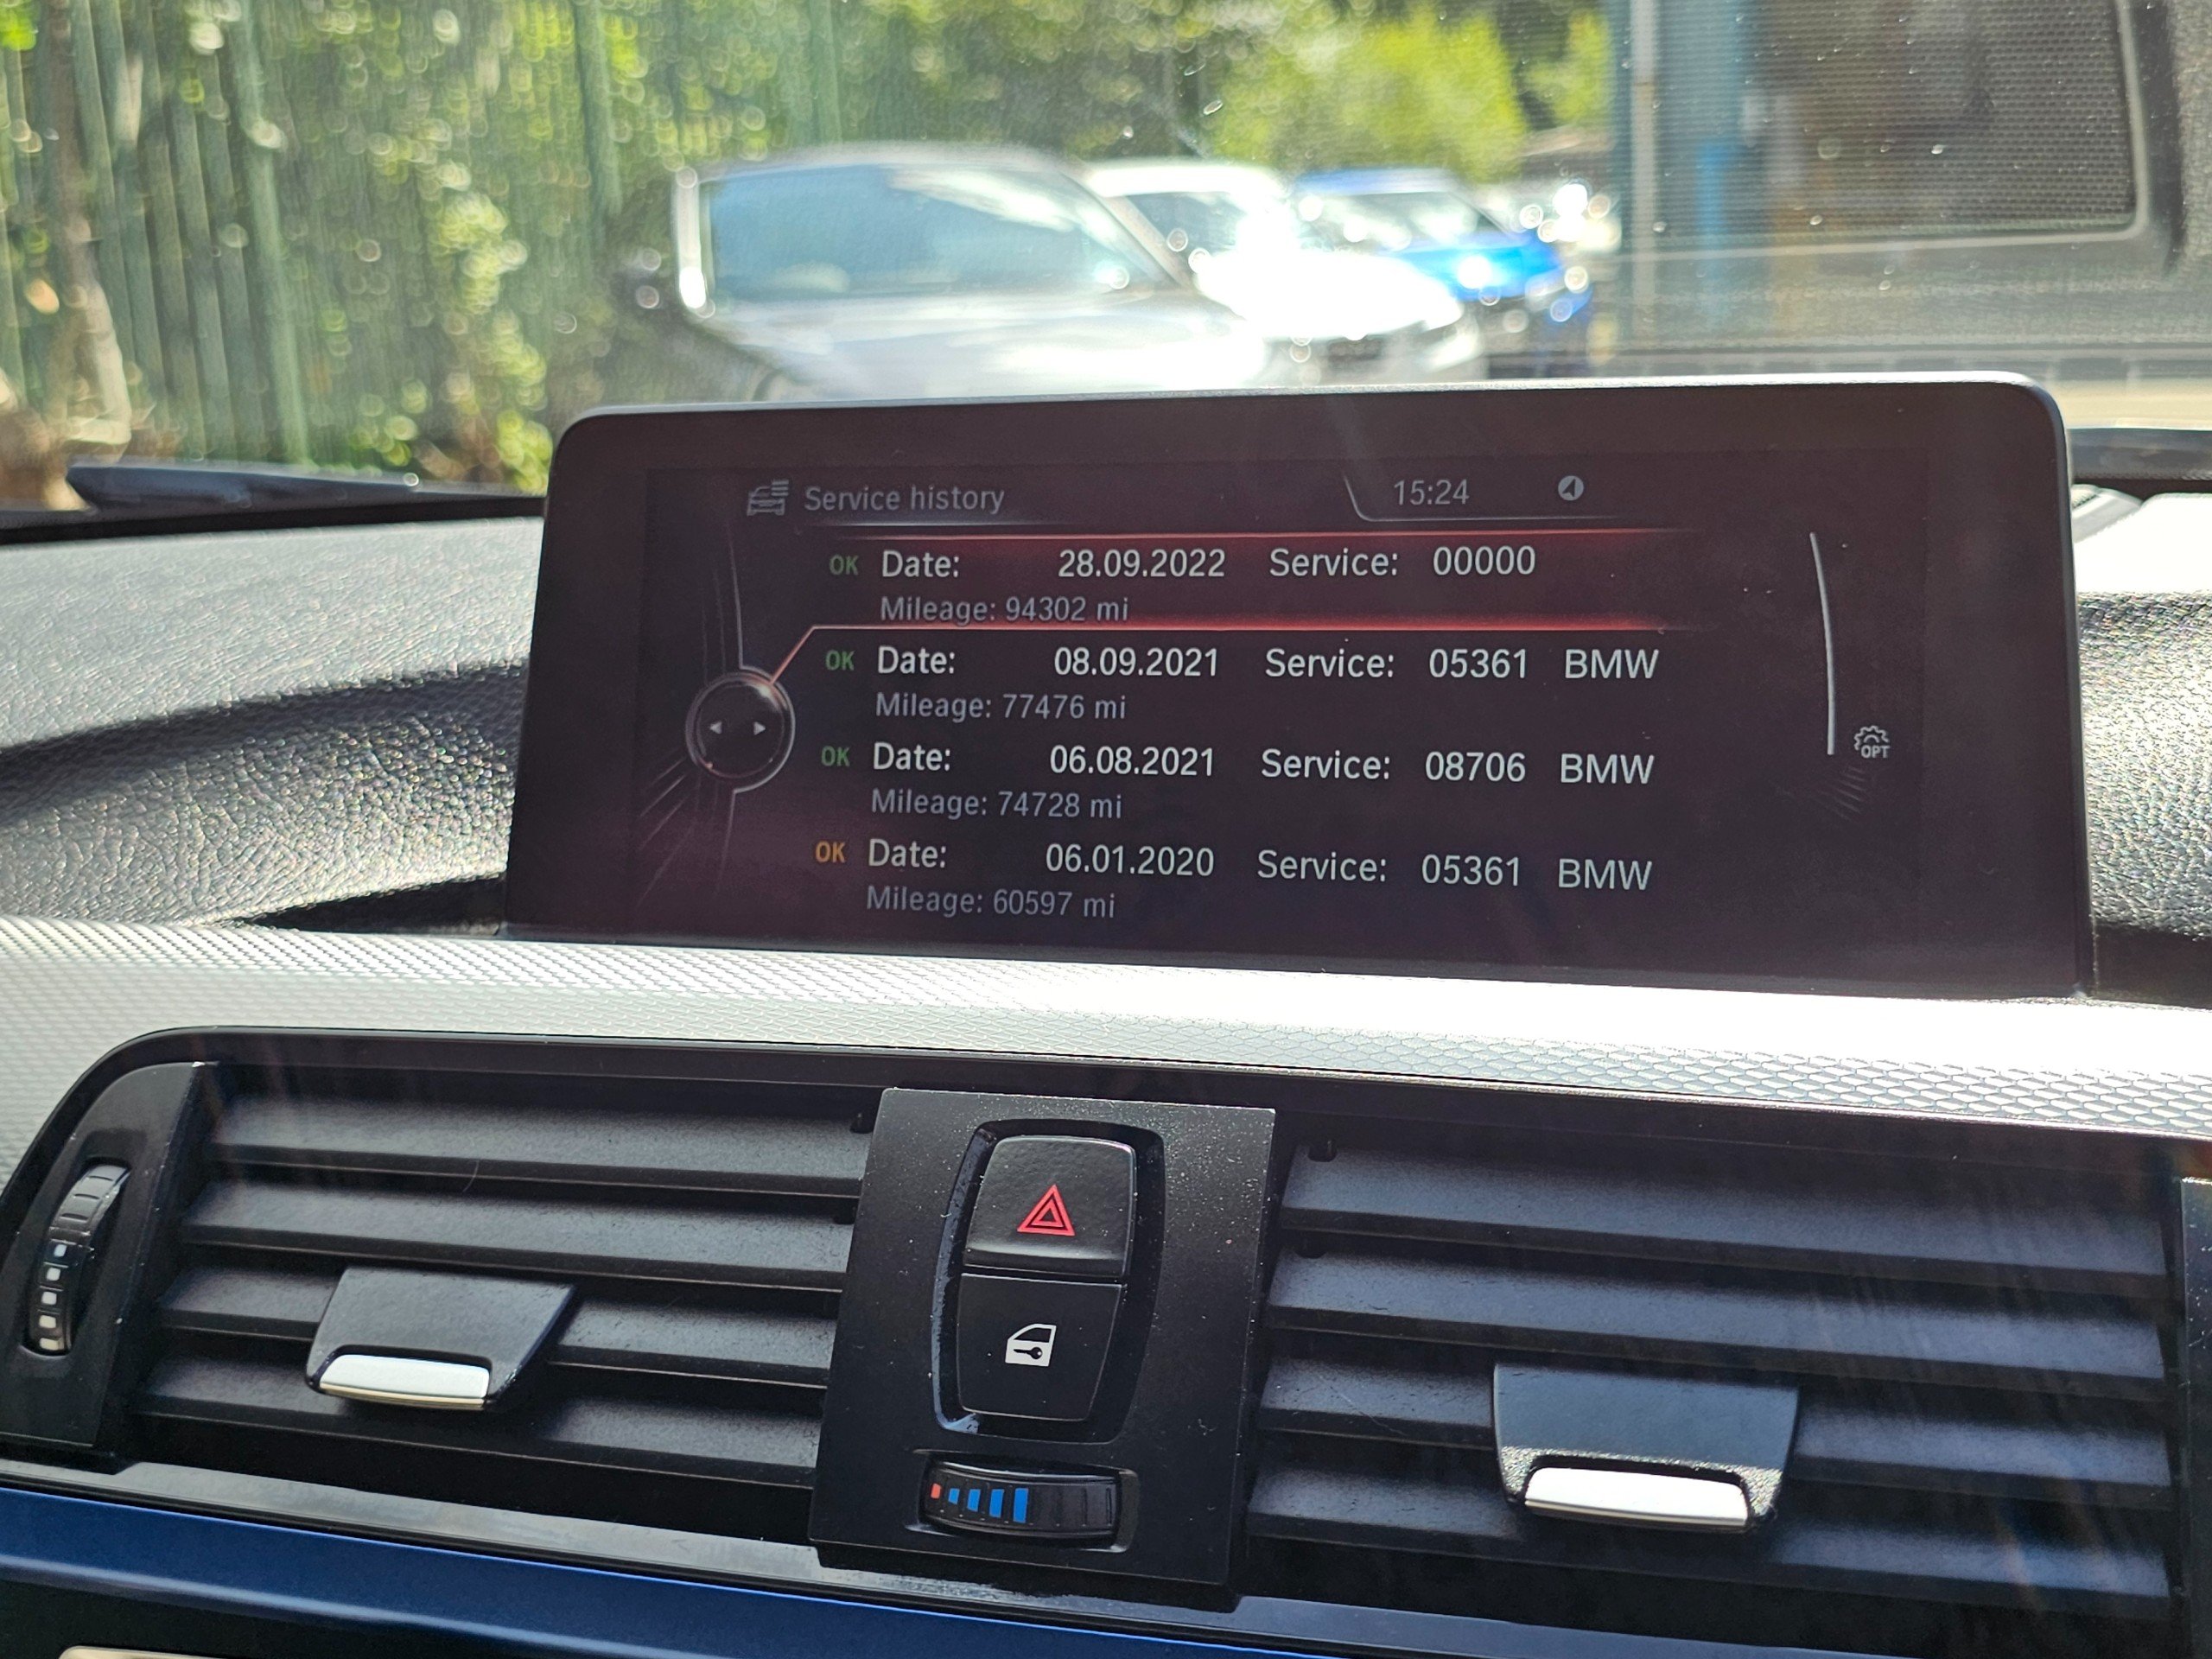 Service history 15:24
OK Date: 28.09.2022 Service: 00000
Mileage: 94302 mi
OK Date: 08.09.2021 Service: 05361 BMW
Mileage: 77476 mi
OK Date: 06.08.2021 Service: 08706 BMW
Mileage: 74728 mi
OPT
OK Date: 06.01.2020 Service: 05361 BMW
Mileage: 60597 mi